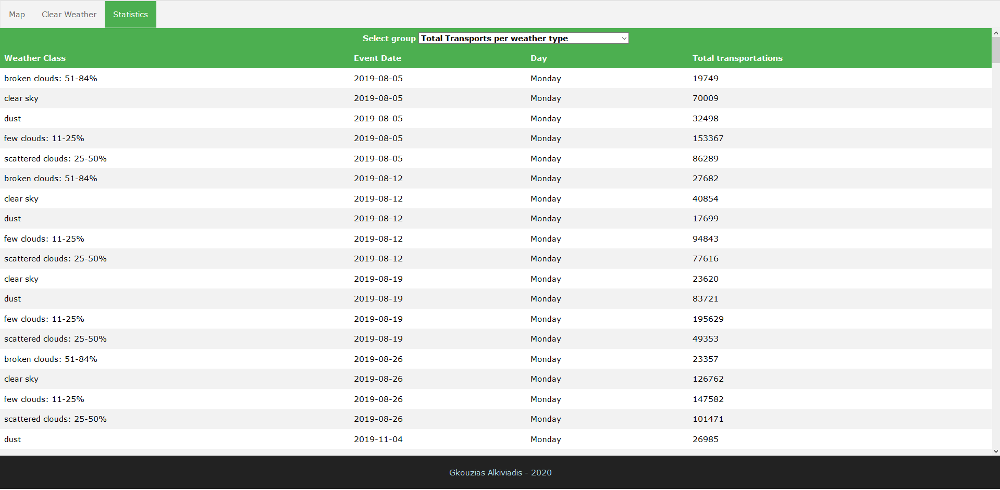 Map Clear Weather Statistics
Select group Total Transports per weather type
Weather Class Event Date Day Total transportations
broken clouds: 51-84% 2019-08-05 Monday 19749
clear sky 2019-08-05 Monday 70009
dust 2019-08-05 Monday 32498
few clouds: 11-25% 2019-08-05 Monday 153367
scattered clouds: 25-50% 2019-08-05 Monday 86289
broken clouds: 51-84% 2019-08-12 Monday 27682
clear sky 2019-08-12 Monday 40854
dust 2019-08-12 Monday 17699
few clouds: 11-25% 2019-08-12 Monday 94843
scattered clouds: 25-50% 2019-08-12 Monday 77616
clear sky 2019-08-19 Monday 23620
dust 2019-08-19 Monday 83721
few clouds: 11-25% 2019-08-19 Monday 195629
scattered clouds: 25-50% 2019-08-19 Monday 49353
broken clouds: 51-84% 2019-08-26 Monday 23357
clear sky 2019-08-26 Monday 126762
few clouds: 11-25% 2019-08-26 Monday 147582
scattered clouds: 25-50% 2019-08-26 Monday 101471
dust 2019-11-04 Monday 26985
Gkouzias Alkiviadis - 2020